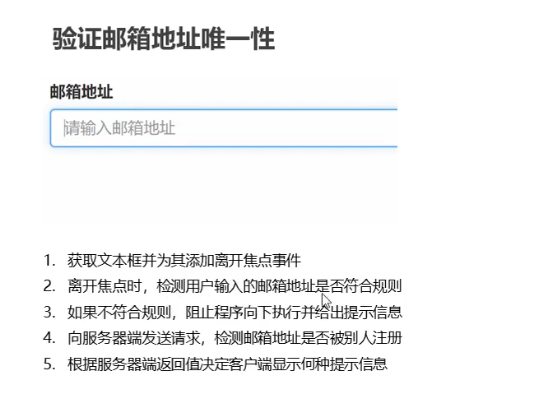 验证邮箱地址唯一性
邮箱地址
请输入邮箱地址
1. 获取文本框并为其添加离开焦点事件
2. 离开焦点时，检测用户输入的邮箱地址是否符合规则
3. 如果不符合规则，阻止程序向下执行并给出提示信息
4. 向服务器端发送请求，检测邮箱地址是否被别人注册
5. 根据服务器端返回值决定客户端显示何种提示信息